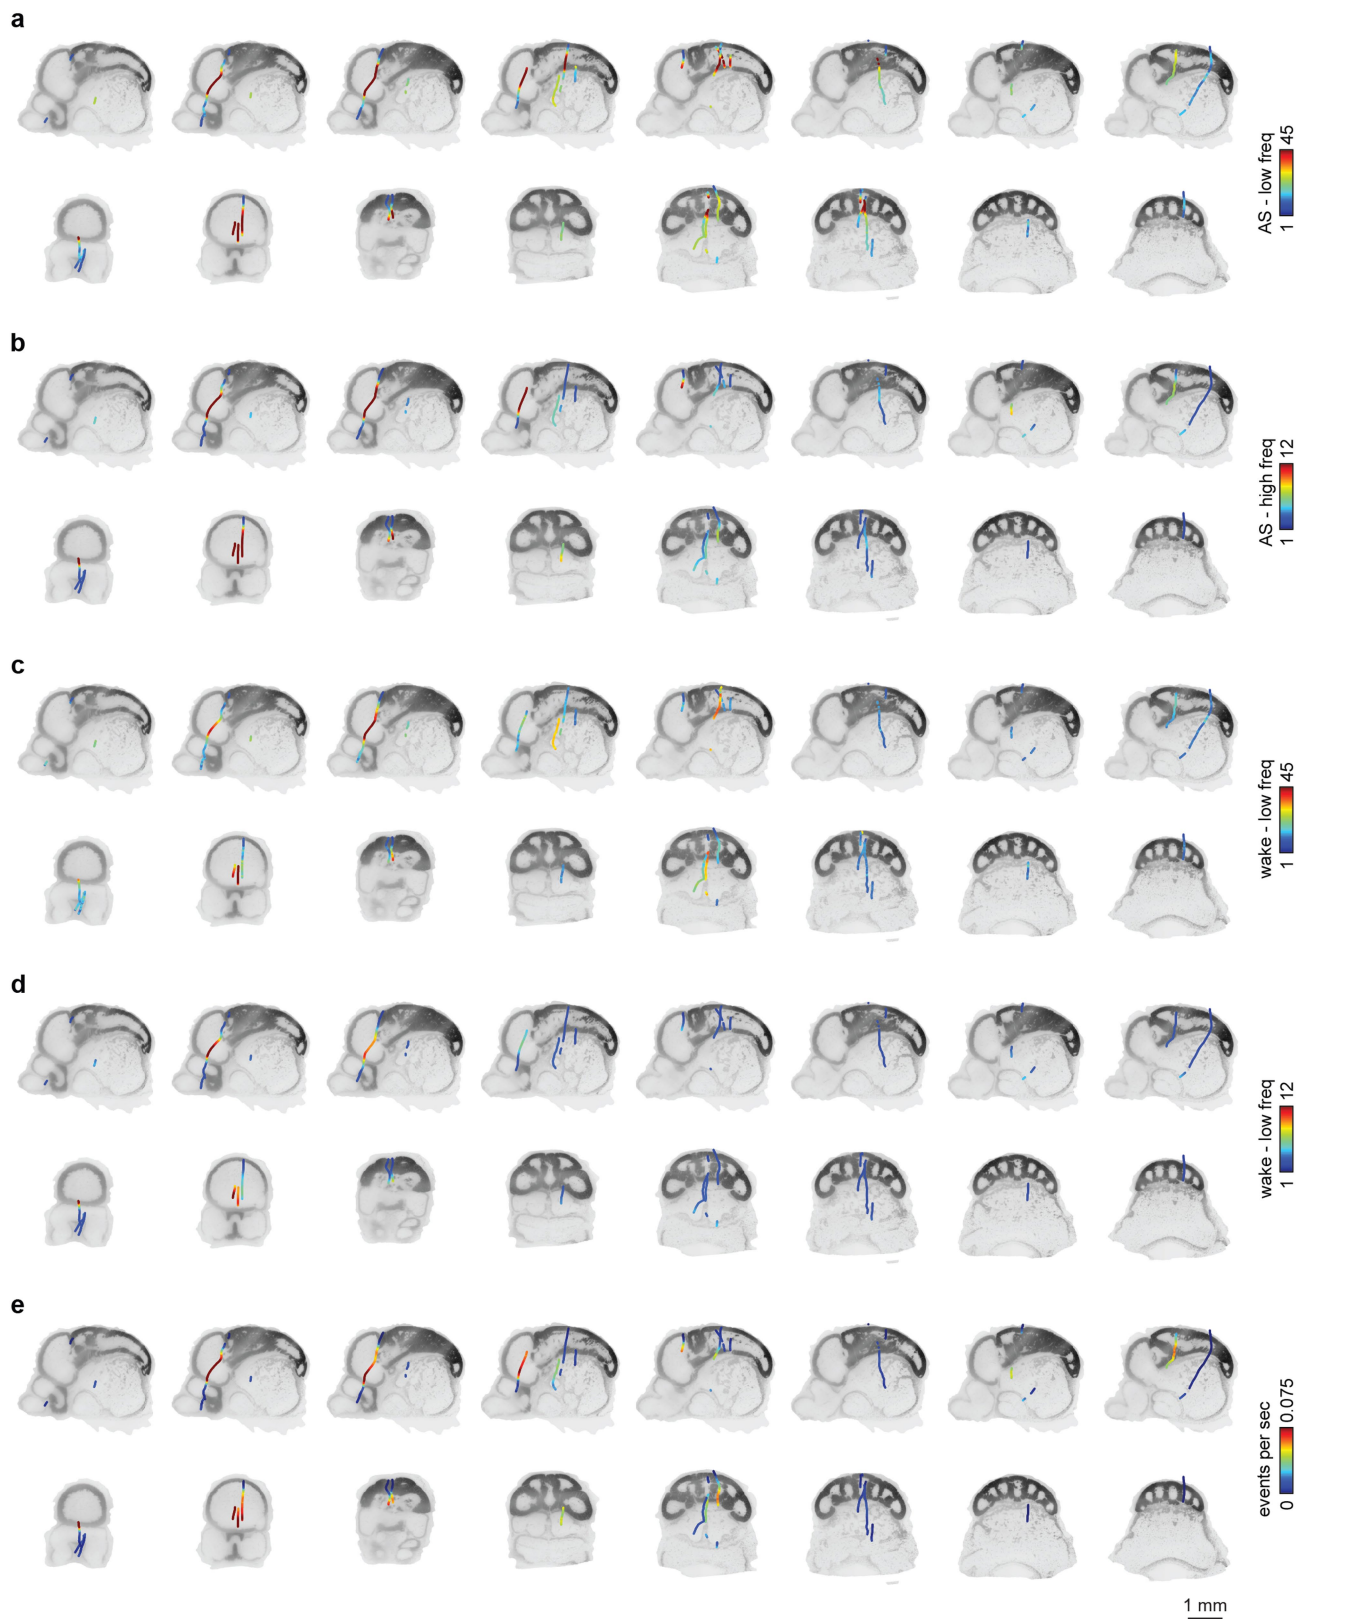 a
AS - low freq
1 45
b
AS - high freq
1 12
c
wake - low freq
1 45
d
wake - low freq
1 12
e
events per sec
0 0.075
1 mm